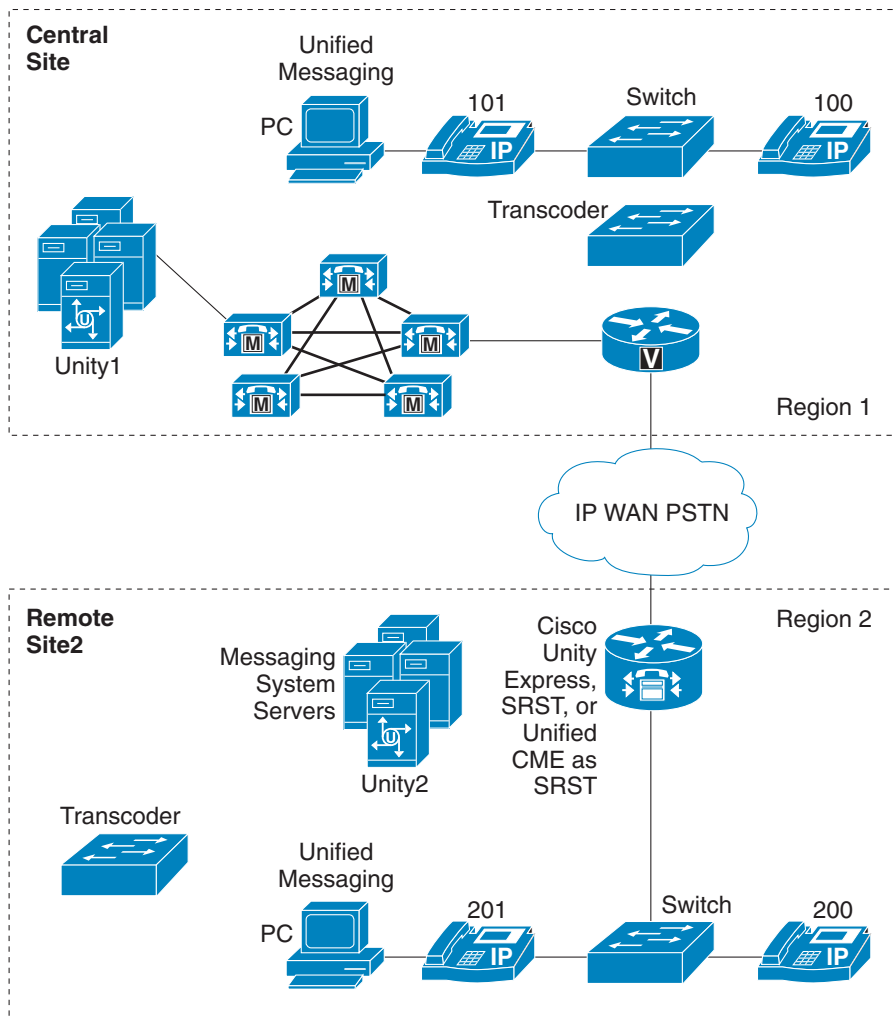 Central
Site
Unified
Messaging
PC
101
IP
Switch
100
IP
Transcoder
U
Unity1
M
M
M
M
M
V
Region 1
IP WAN PSTN
Remote
Site2
Region 2
Messaging
System
Servers
U
Unity2
Cisco
Unity
Express,
SRST, or
Unified
CME as
SRST
Transcoder
Unified
Messaging
PC
201
IP
Switch
200
IP